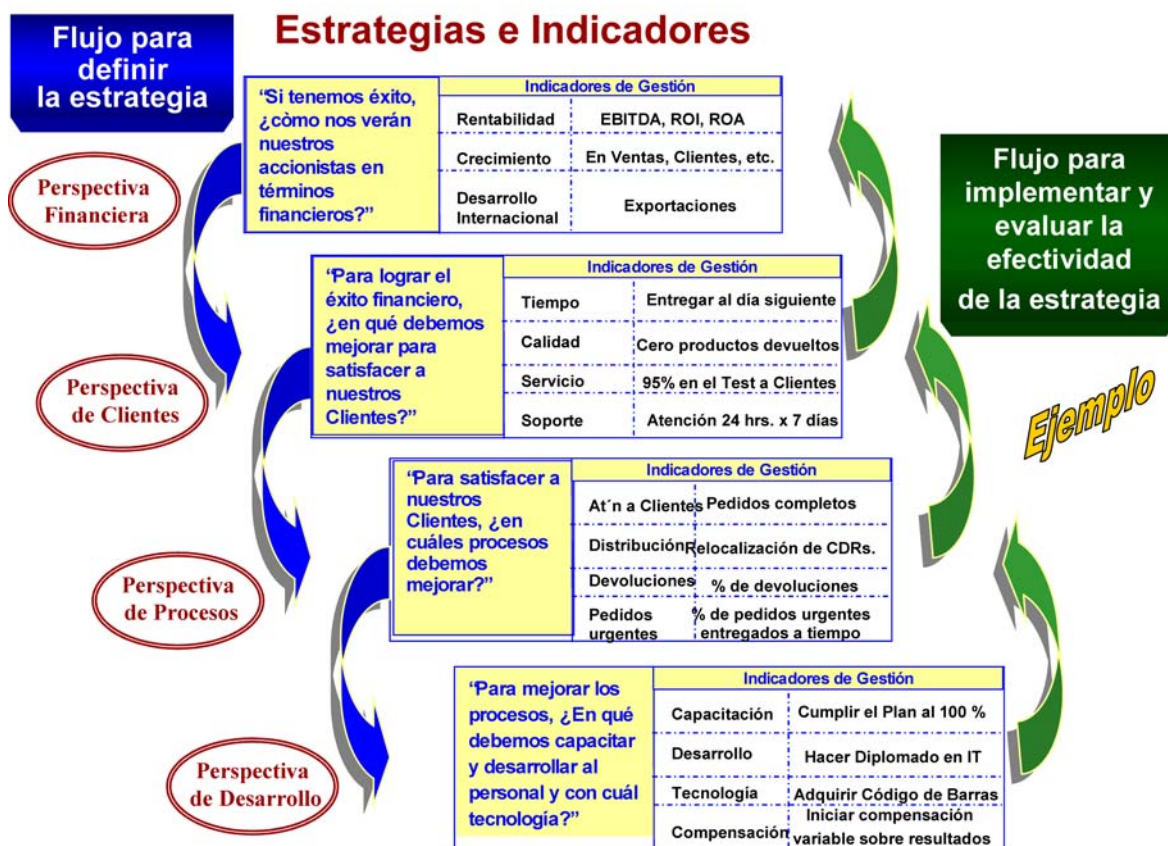 Estrategias e Indicadores
Flujo para
definir
la estrategia
Perspectiva
Financiera
“Si tenemos éxito,
¿còmo nos verán
nuestros
accionistas en
términos
financieros?”
Indicadores de Gestión
Rentabilidad EBITDA, ROI, ROA
Crecimiento En Ventas, Clientes, etc.
Desarrollo
Internacional Exportaciones
Flujo para
implementar y
evaluar la
efectividad
de la estrategia
Perspectiva
de Clientes
“Para lograr el
éxito financiero,
¿en qué debemos
mejorar para
satisfacer a
nuestros
Clientes?”
Indicadores de Gestión
Tiempo Entregar al día siguiente
Calidad Cero productos devueltos
Servicio 95% en el Test a Clientes
Soporte Atención 24 hrs. x 7 días
Ejemplo
Perspectiva
de Procesos
“Para satisfacer a
nuestros
Clientes, ¿en
cuáles procesos
debemos
mejorar?”
Indicadores de Gestión
At´n a Clientes Pedidos completos
Distribución Relocalización de CDRs.
Devoluciones % de devoluciones
Pedidos
urgentes
% de pedidos urgentes
entregados a tiempo
Perspectiva
de Desarrollo
“Para mejorar los
procesos, ¿En qué
debemos capacitar
y desarrollar al
personal y con cuál
tecnología?”
Indicadores de Gestión
Capacitación Cumplir el Plan al 100 %
Desarrollo Hacer Diplomado en IT
Tecnología Adquirir Código de Barras
Compensación
Iniciar compensación
variable sobre resultados